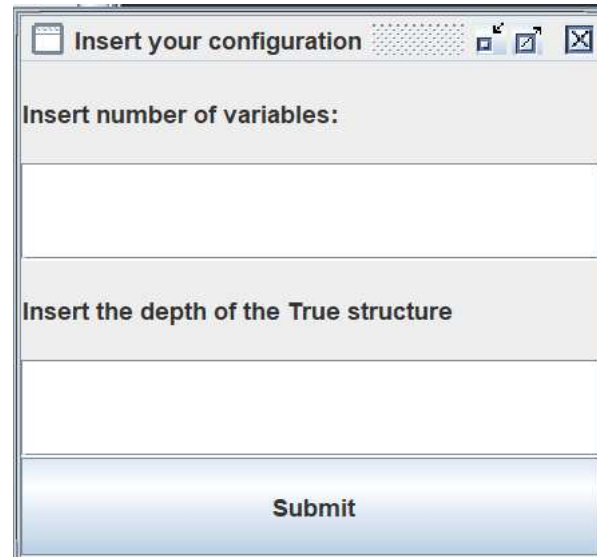 Insert your configuration
Insert number of variables:
Insert the depth of the True structure
Submit